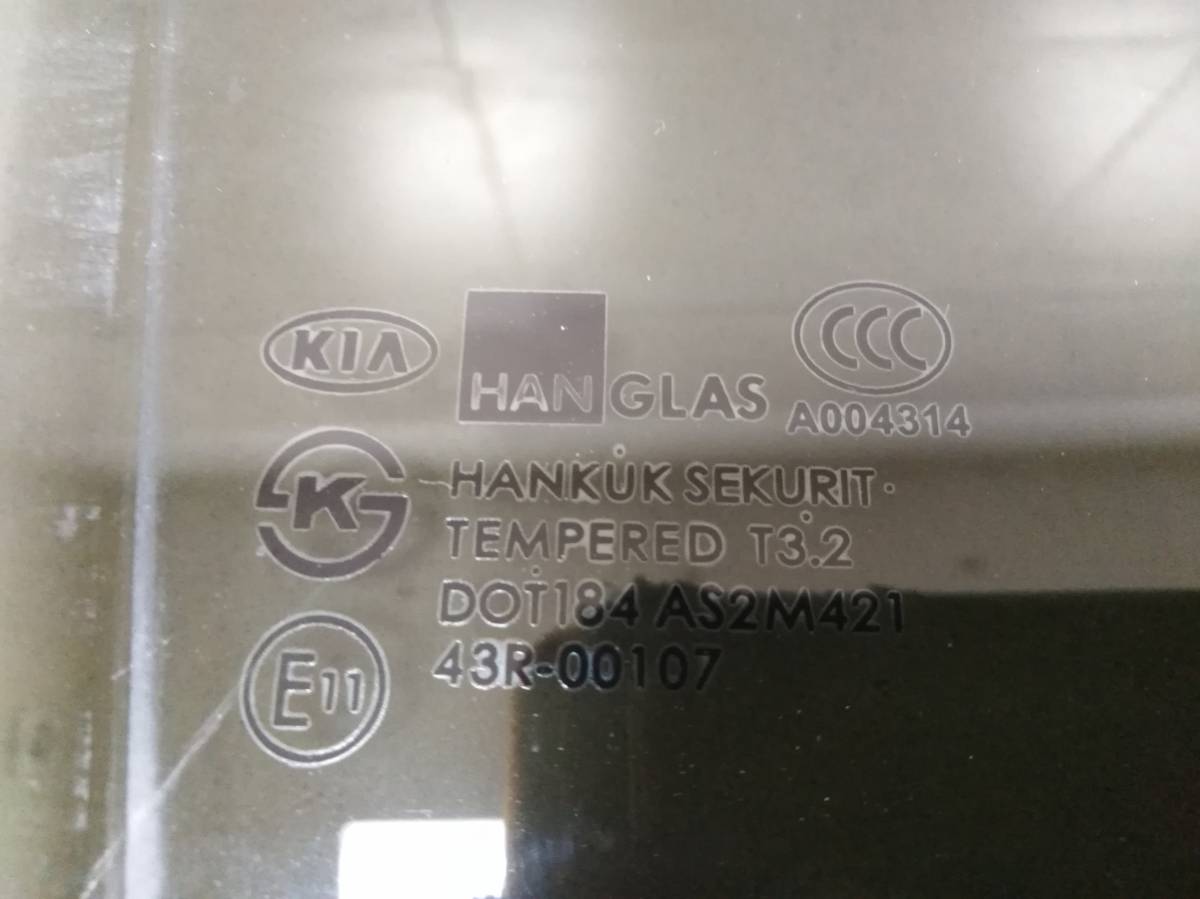 KIA
HANGLAS
CCC
A004314
K
HANKUK SEKURIT
TEMPERED T3.2
DOT184 AS2M421
E11
43R-00107